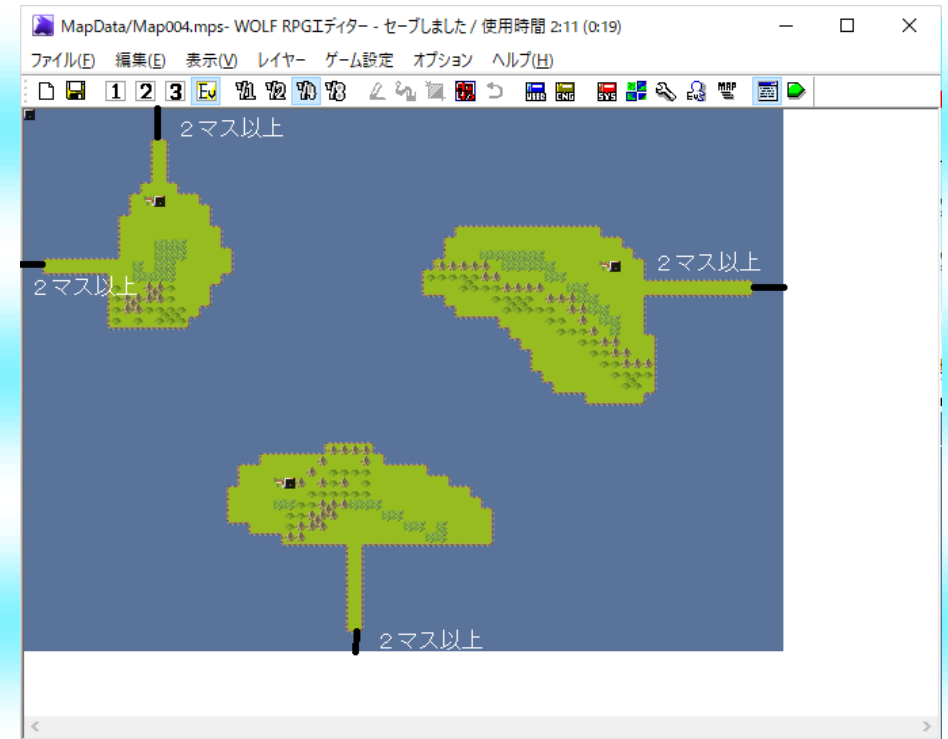 MapData/Map004.mps- WOLF RPGエディター - セーブしました / 使用時間 2:11 (0:19)
ファイル(F) 編集(E) 表示(V) レイヤー ゲーム設定 オプション ヘルプ(H)
1 2 3 Ev
２マス以上
２マス以上
２マス以上
２マス以上